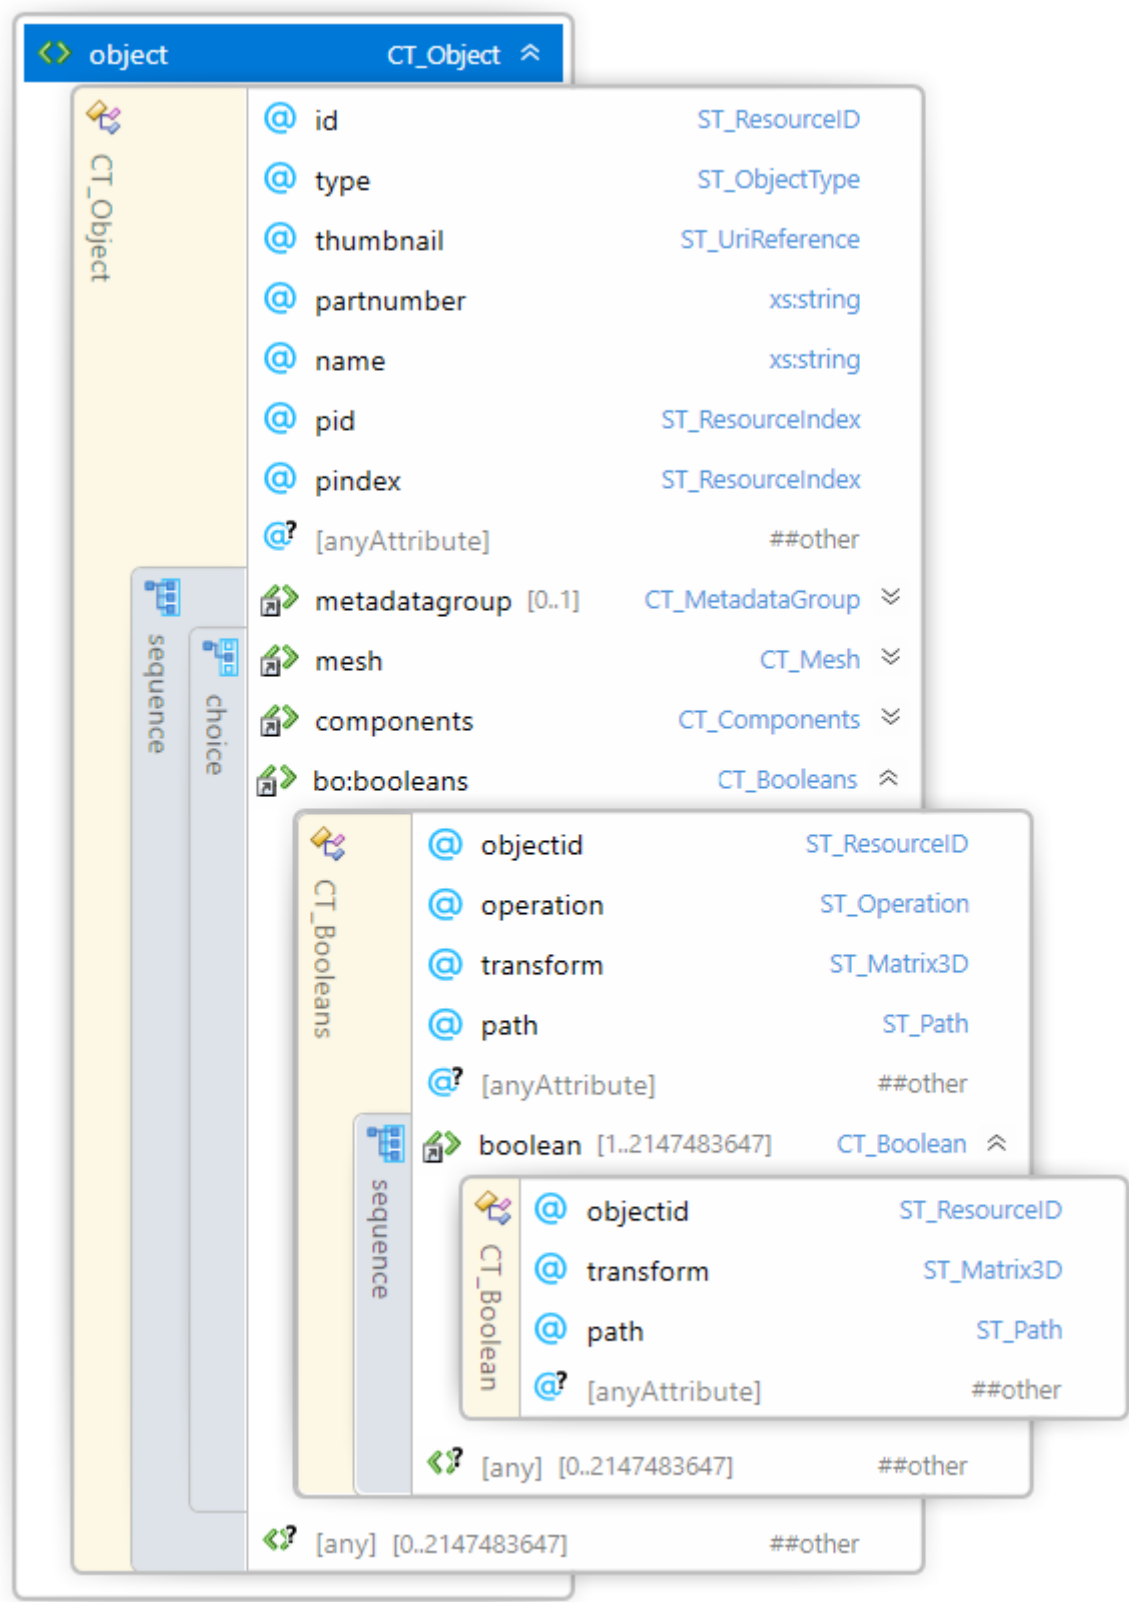 object CT_Object
CT_Object
@ id ST_ResourceID
@ type ST_ObjectType
@ thumbnail ST_UriReference
@ partnumber xs:string
@ name xs:string
@ pid ST_ResourceIndex
@ pindex ST_ResourceIndex
@? [anyAttribute] ##other
sequence
metadatagroup [0..1] CT_MetadataGroup
choice
mesh CT_Mesh
components CT_Components
bo:booleans CT_Booleans
CT_Booleans
@ objectid ST_ResourceID
@ operation ST_Operation
@ transform ST_Matrix3D
@ path ST_Path
@? [anyAttribute] ##other
sequence
boolean [1..2147483647] CT_Boolean
CT_Boolean
@ objectid ST_ResourceID
@ transform ST_Matrix3D
@ path ST_Path
@? [anyAttribute] ##other
<>? [any] [0..2147483647] ##other
<>? [any] [0..2147483647] ##other